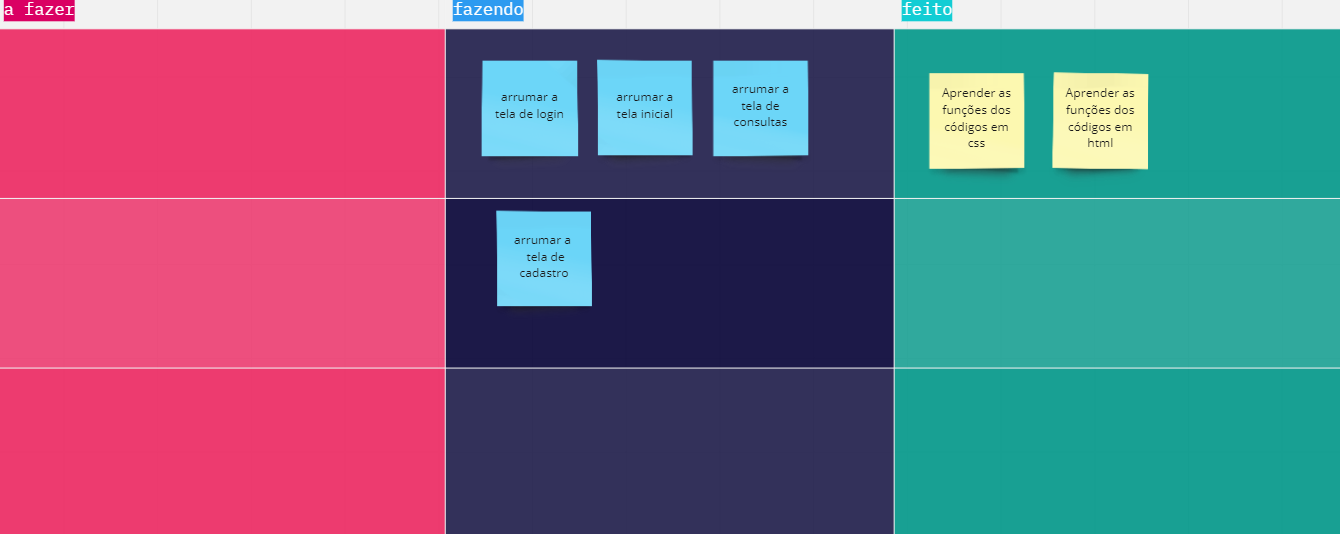 a fazer
fazendo
feito
arrumar a
tela de login
arrumar a
tela inicial
arrumar a
tela de
consultas
Aprender as
funções dos
códigos em
css
Aprender as
funções dos
códigos em
html
arrumar a
tela de
cadastro